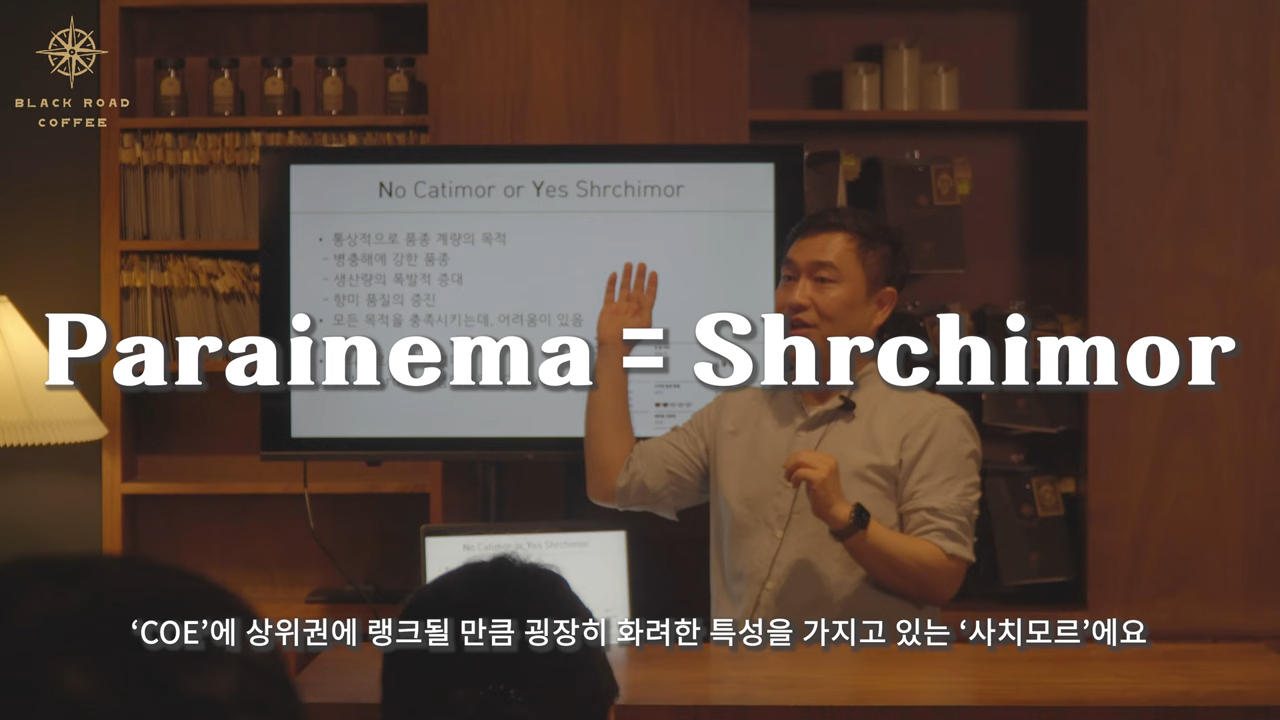 BLACK ROAD
COFFEE
No Catimor or Yes Shrchimor
• 통상적으로 품종 계량의 목적
- 병충해에 강한 품종
- 생산량의 폭발적 증대
- 향미 품질의 증진
• 모든 목적을 충족시키는데, 어려움이 있음
Parainema = Shrchimor
No Catimor or Yes Shrchimor
‘COE’에 상위권에 랭크될 만큼 굉장히 화려한 특성을 가지고 있는 ‘사치모르’에요